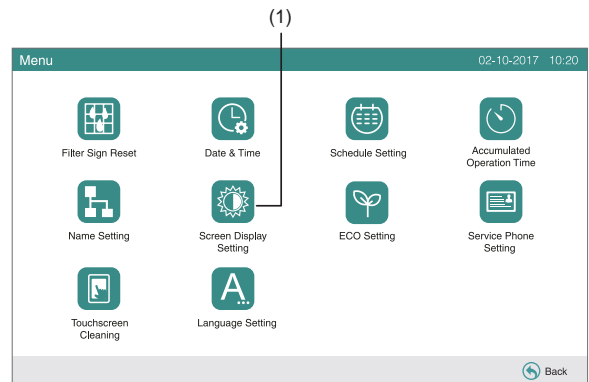 (1)
Menu 02-10-2017 10:20
Filter Sign Reset
Date & Time
Schedule Setting
Accumulated
Operation Time
Name Setting
Screen Display
Setting
ECO Setting
Service Phone
Setting
Touchscreen
Cleaning
A...
Language Setting
Back